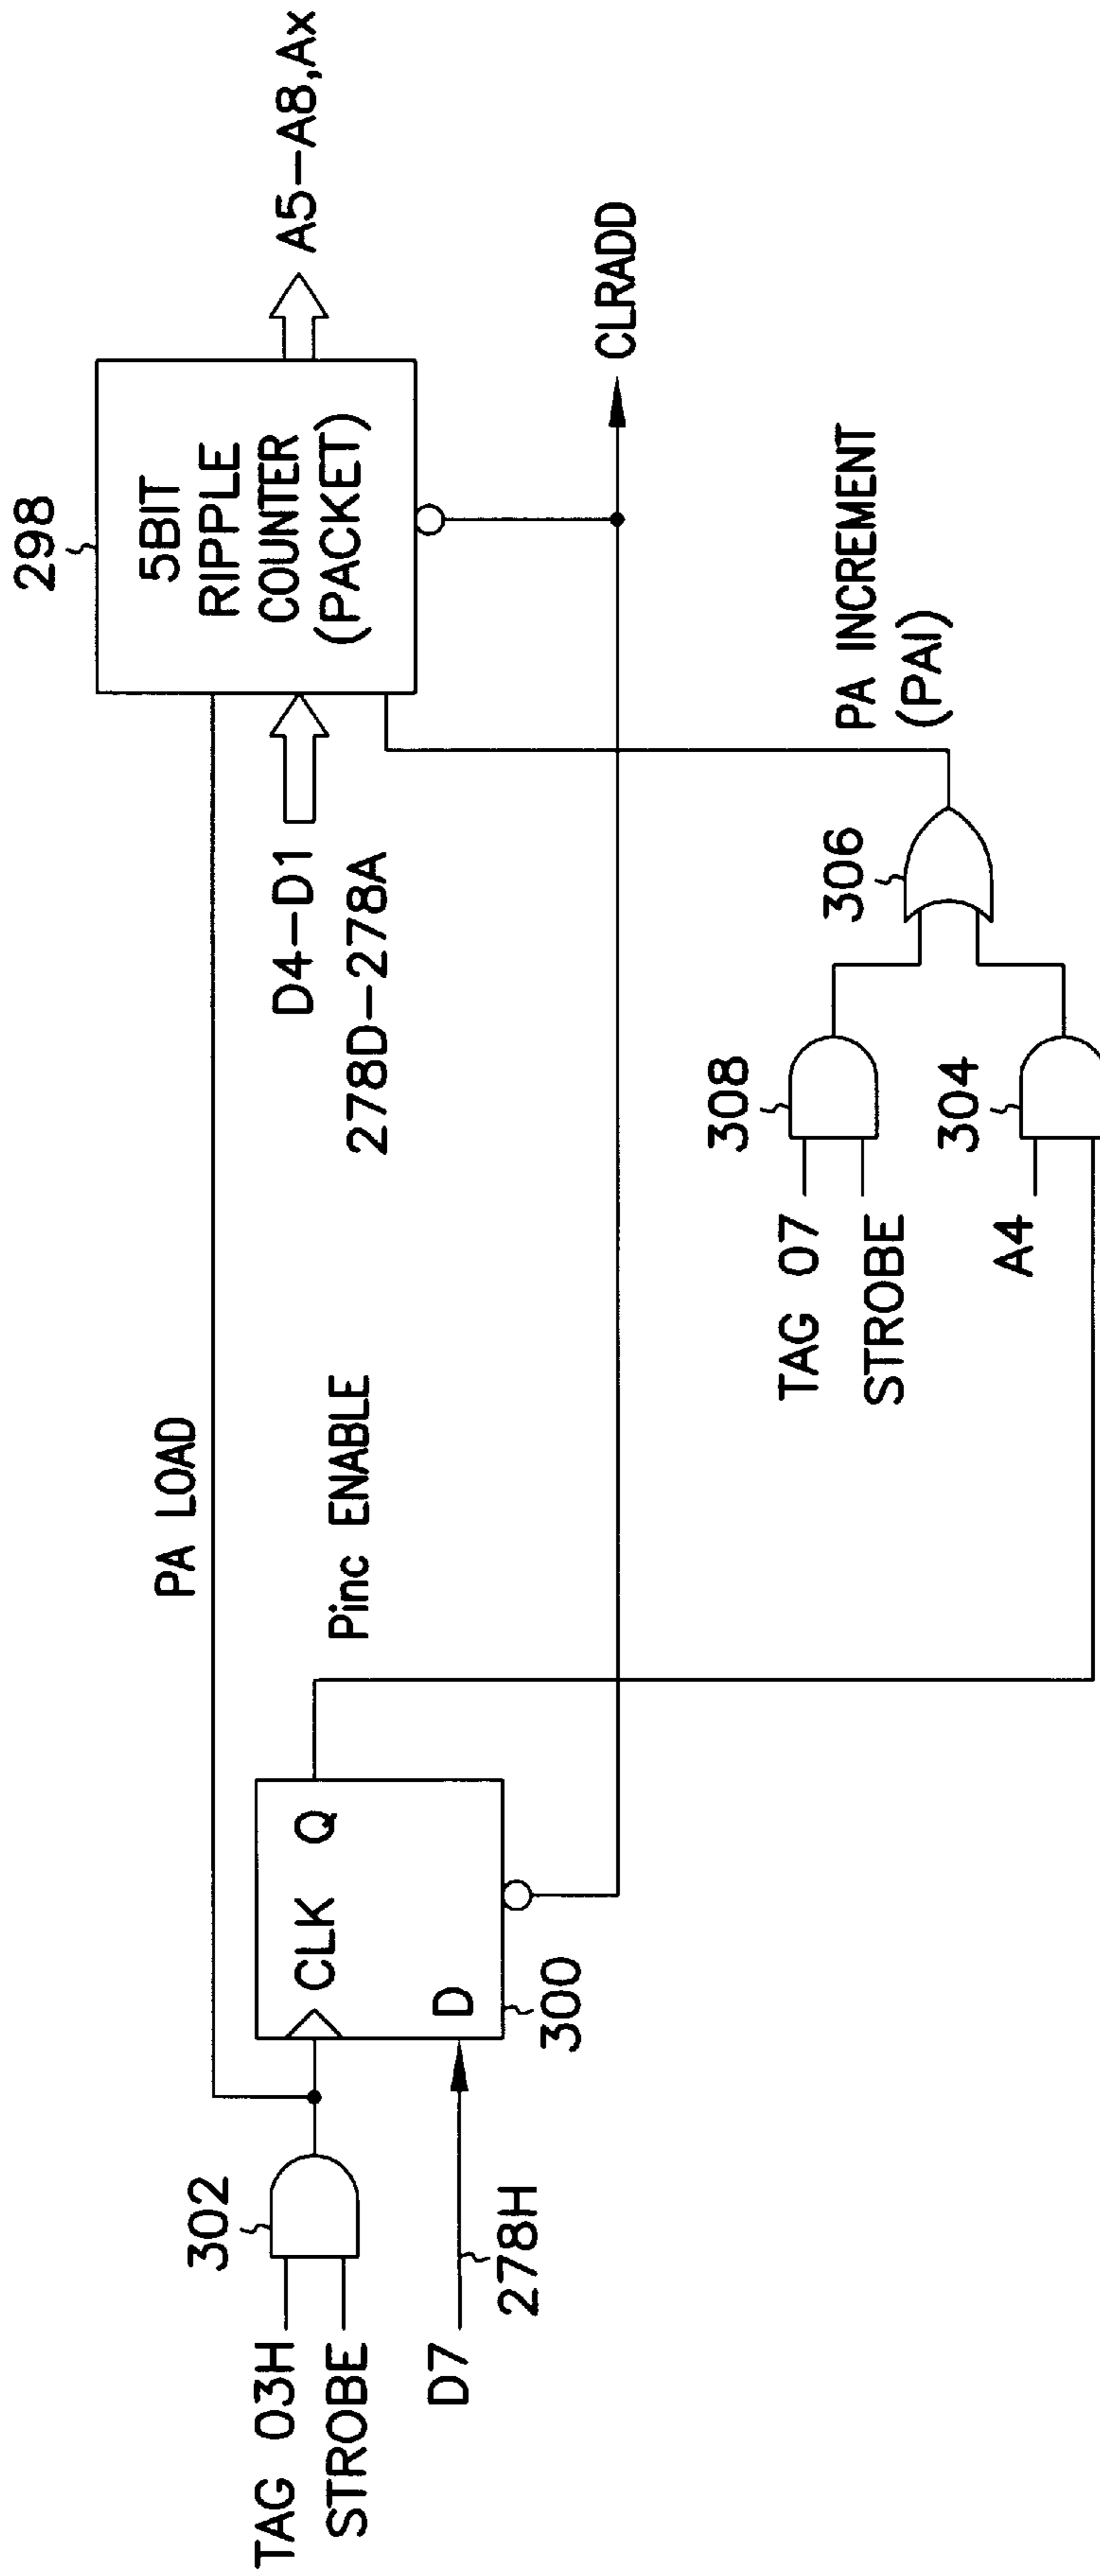 298
5BIT
RIPPLE
COUNTER
(PACKET)
A5-A8,Ax
PA LOAD
D4-D1
278D-278A
302
TAG 03H
STROBE
CLK Q
D
300
D7
278H
Pinc ENABLE
CLRADD
308
TAG 07
STROBE
304
A4
306
PA INCREMENT
(PAI)